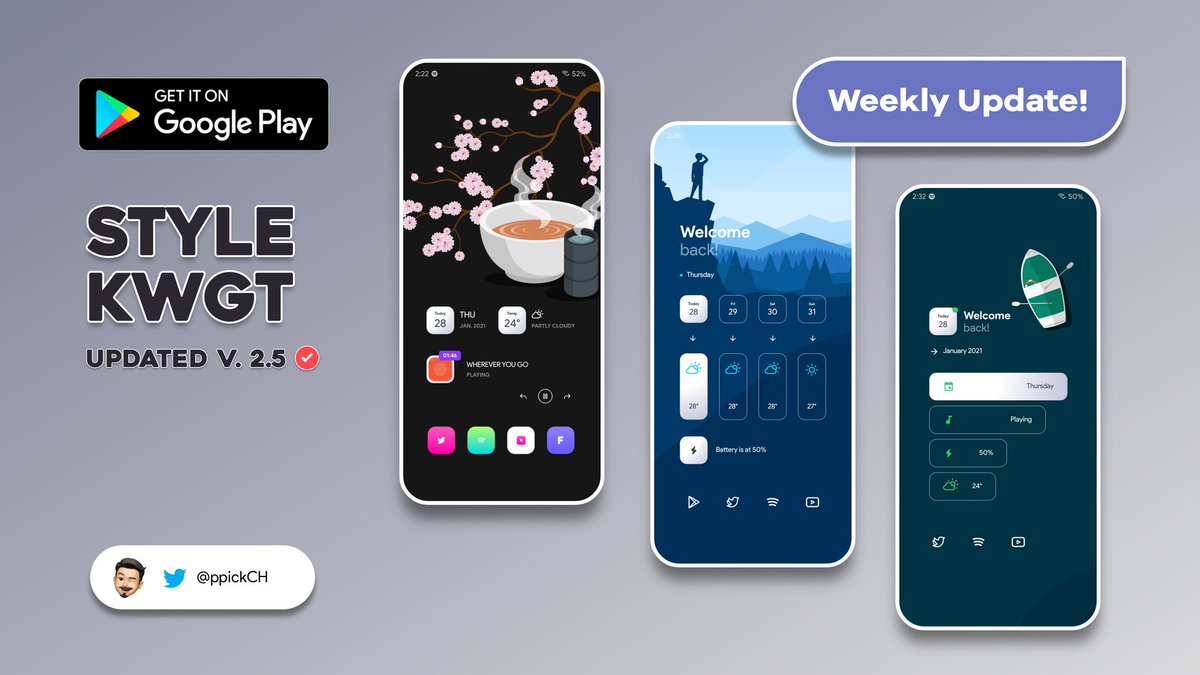 GET IT ON
Google Play
STYLE
KWGT
UPDATED V. 2.5
@ppickCH
2:22
52%
Today
28
THU
JAN, 2021
Temp
24°
PARTLY CLOUDY
01:46
WHEREVER YOU GO
PLAYING
F
Weekly Update!
2:31
Welcome
back!
Thursday
Today
28
Fri
29
Sat
30
Sun
31
28°
28°
28°
27°
Battery is at 50%
2:32
50%
Today
28
Welcome
back!
January 2021
Thursday
Playing
50%
24°